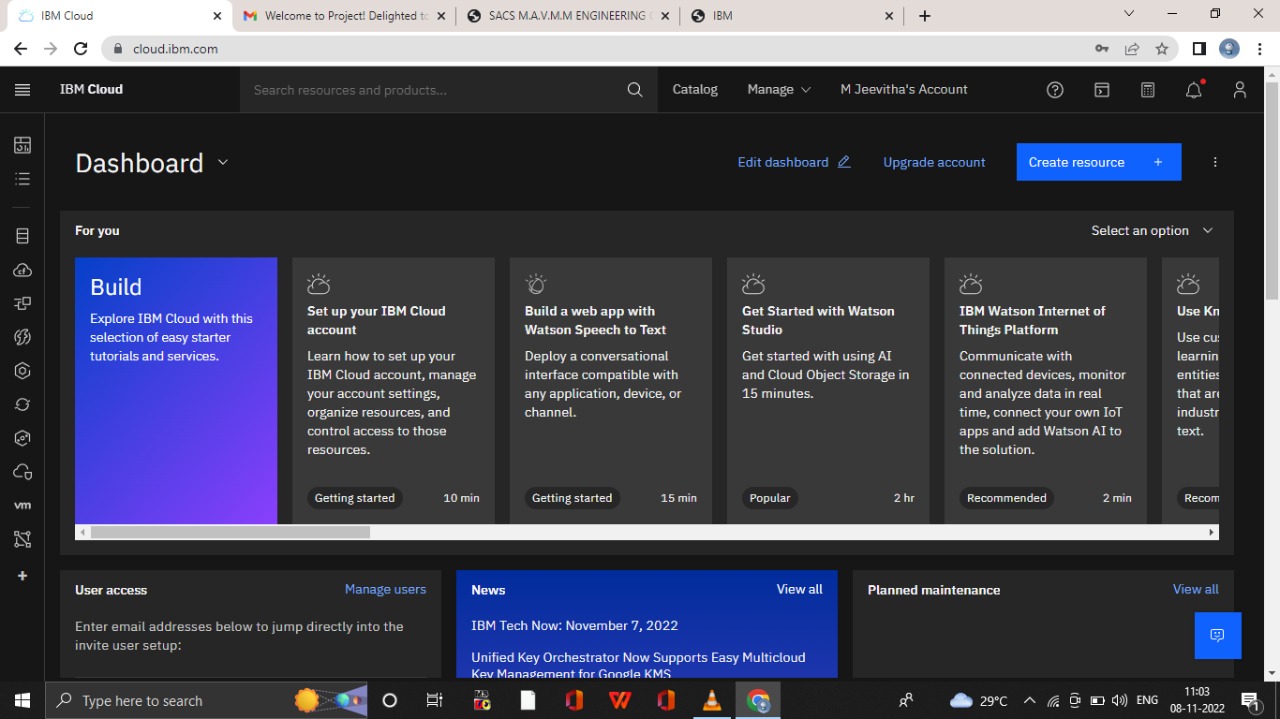 IBM Cloud
Welcome to Project! Delighted to
SACS M.A.V.M.M ENGINEERING
IBM
cloud.ibm.com
IBM Cloud
Search resources and products...
Catalog
Manage
M Jeevitha's Account
Dashboard
Edit dashboard
Upgrade account
Create resource +
For you
Select an option
Build
Explore IBM Cloud with this
selection of easy starter
tutorials and services.
Set up your IBM Cloud
account
Learn how to set up your
IBM Cloud account, manage
your account settings,
organize resources, and
control access to those
resources.
Getting started
10 min
Build a web app with
Watson Speech to Text
Deploy a conversational
interface compatible with
any application, device, or
channel.
Getting started
15 min
Get Started with Watson
Studio
Get started with using AI
and Cloud Object Storage in
15 minutes.
Popular
2 hr
IBM Watson Internet of
Things Platform
Communicate with
connected devices, monitor
and analyze data in real
time, connect your own IoT
apps and add Watson AI to
the solution.
Recommended
2 min
Use Kn
Use cus
learnin
entities
that are
industr
text.
Recom
vm
User access
Manage users
Enter email addresses below to jump directly into the
invite user setup:
News
View all
IBM Tech Now: November 7, 2022
Unified Key Orchestrator Now Supports Easy Multicloud
Key Management for Google KMS
Planned maintenance
View all
Type here to search
29°C
ENG
11:03
08-11-2022
1